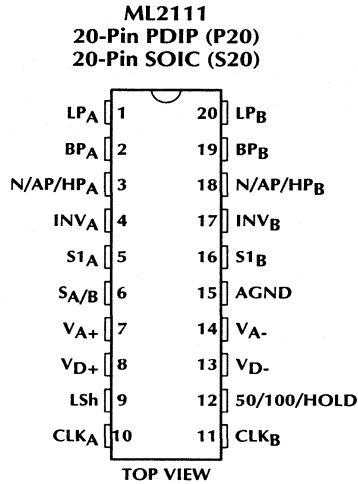 ML2111
20-Pin PDIP (P20)
20-Pin SOIC (S20)
LPA 1 20 LPB
BPA 2 19 BPB
N/AP/HPA 3 18 N/AP/HPB
INVA 4 17 INVB
S1A 5 16 S1B
SA/B 6 15 AGND
VA+ 7 14 VA-
VD+ 8 13 VD-
LSh 9 12 50/100/HOLD
CLKA 10 11 CLKB
TOP VIEW